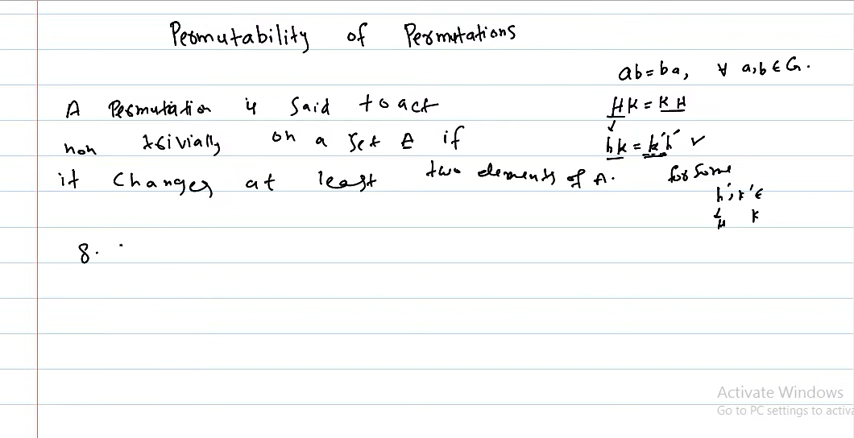 Permutability of Permutations
ab = ba, ∀ a,b ∈ G.
A Permutation is said to act
HK = KH
non trivially on a set A if
hk = k'h' ✓
it changes at least two elements of A.
for some
h', k' ∈
H K
8.
Activate Windows
Go to PC settings to activa